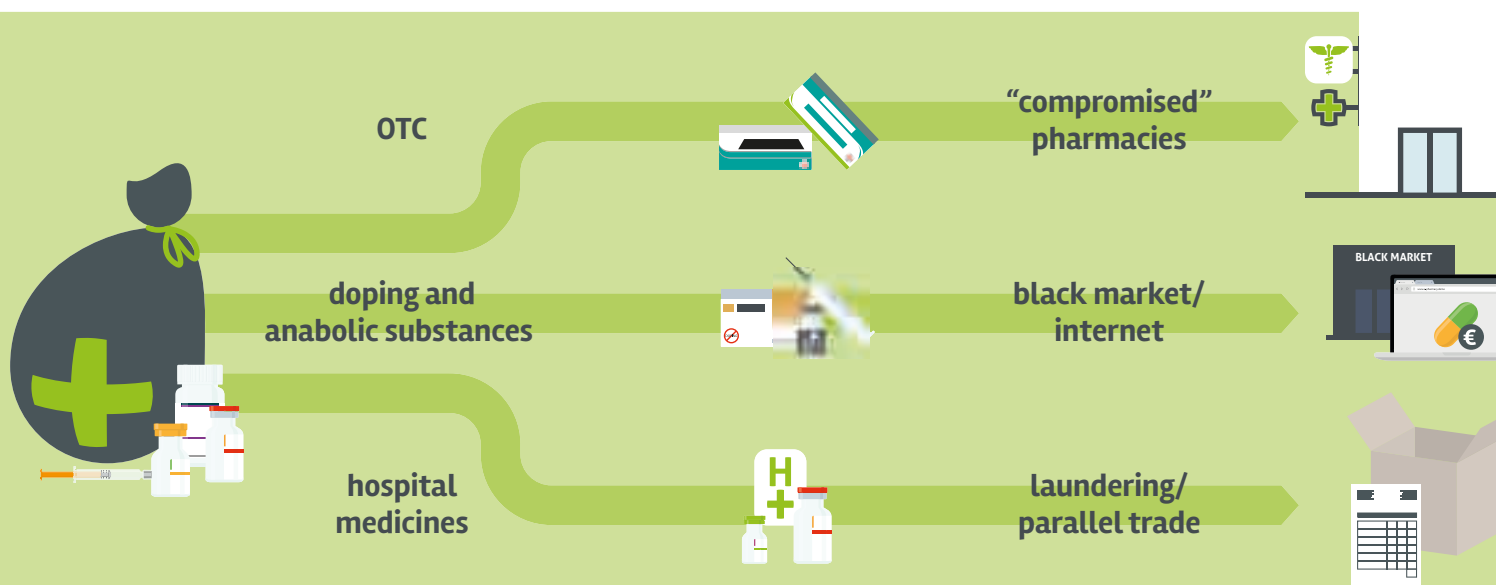 OTC
“compromised”
pharmacies
doping and
anabolic substances
black market/
internet
BLACK MARKET
€
hospital
medicines
H
laundering/
parallel trade